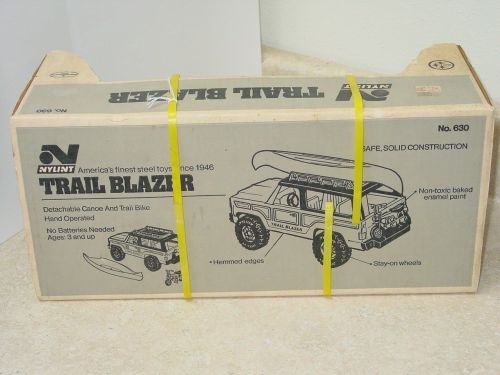 No. 630
NYLINT
TRAIL BLAZER
No. 630
NYLINT
America's finest steel toys since 1946
TRAIL BLAZER
SAFE, SOLID CONSTRUCTION
Detachable Canoe And Trail Bike
Hand Operated
No Batteries Needed
Ages: 3 and up
Non-toxic baked
enamel paint
TRAIL BLAZER
Hemmed edges
Stay-on wheels